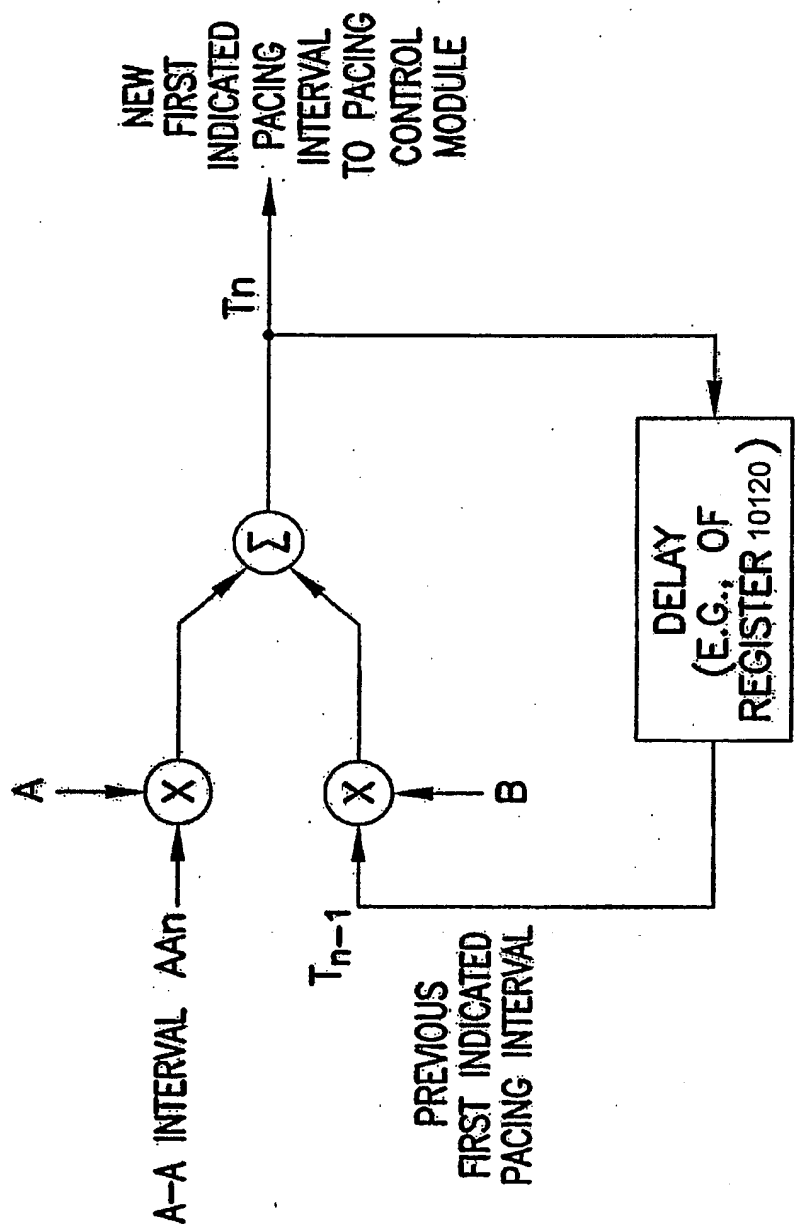 A-A INTERVAL AAn
A
X
Tn-1
X
B
PREVIOUS
FIRST INDICATED
PACING INTERVAL
Σ
Tn
NEW
FIRST
INDICATED
PACING
INTERVAL
TO PACING
CONTROL
MODULE
DELAY
(E.G., OF
REGISTER 10120)